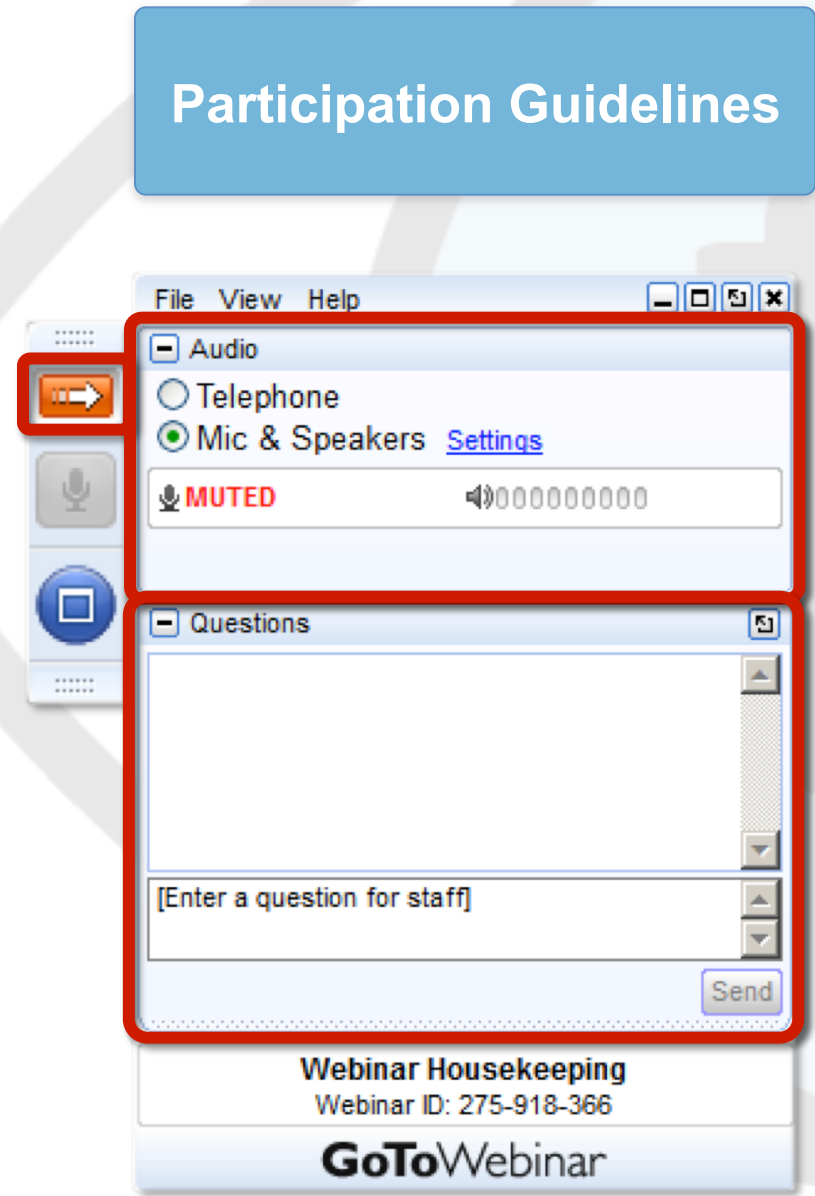 Participation Guidelines
File View Help
Audio
Telephone
Mic & Speakers Settings
MUTED
Questions
[Enter a question for staff]
Send
Webinar Housekeeping
Webinar ID: 275-918-366
GoToWebinar